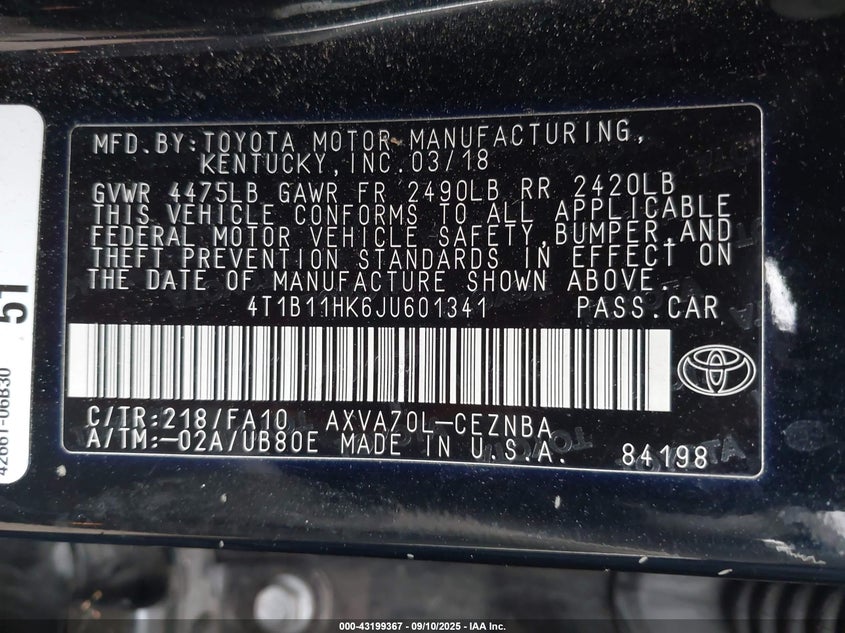 MFD.BY:TOYOTA MOTOR MANUFACTURING,
KENTUCKY,INC.03/18
GVWR 4475LB GAWR FR 2490LB RR 2420LB
THIS VEHICLE CONFORMS TO ALL APPLICABLE
FEDERAL MOTOR VEHICLE SAFETY,BUMPER,AND
THEFT PREVENTION STANDARDS IN EFFECT ON
THE DATE OF MANUFACTURE SHOWN ABOVE.
4T1B11HK6JU601341 PASS.CAR
C/TR:218/FA10 AXVA70L-CEZNBA
A/TM:-02A/UB80E MADE IN U.S.A. 84198
51
42661-06B30
000-43199367 - 09/10/2025 - IAA Inc.